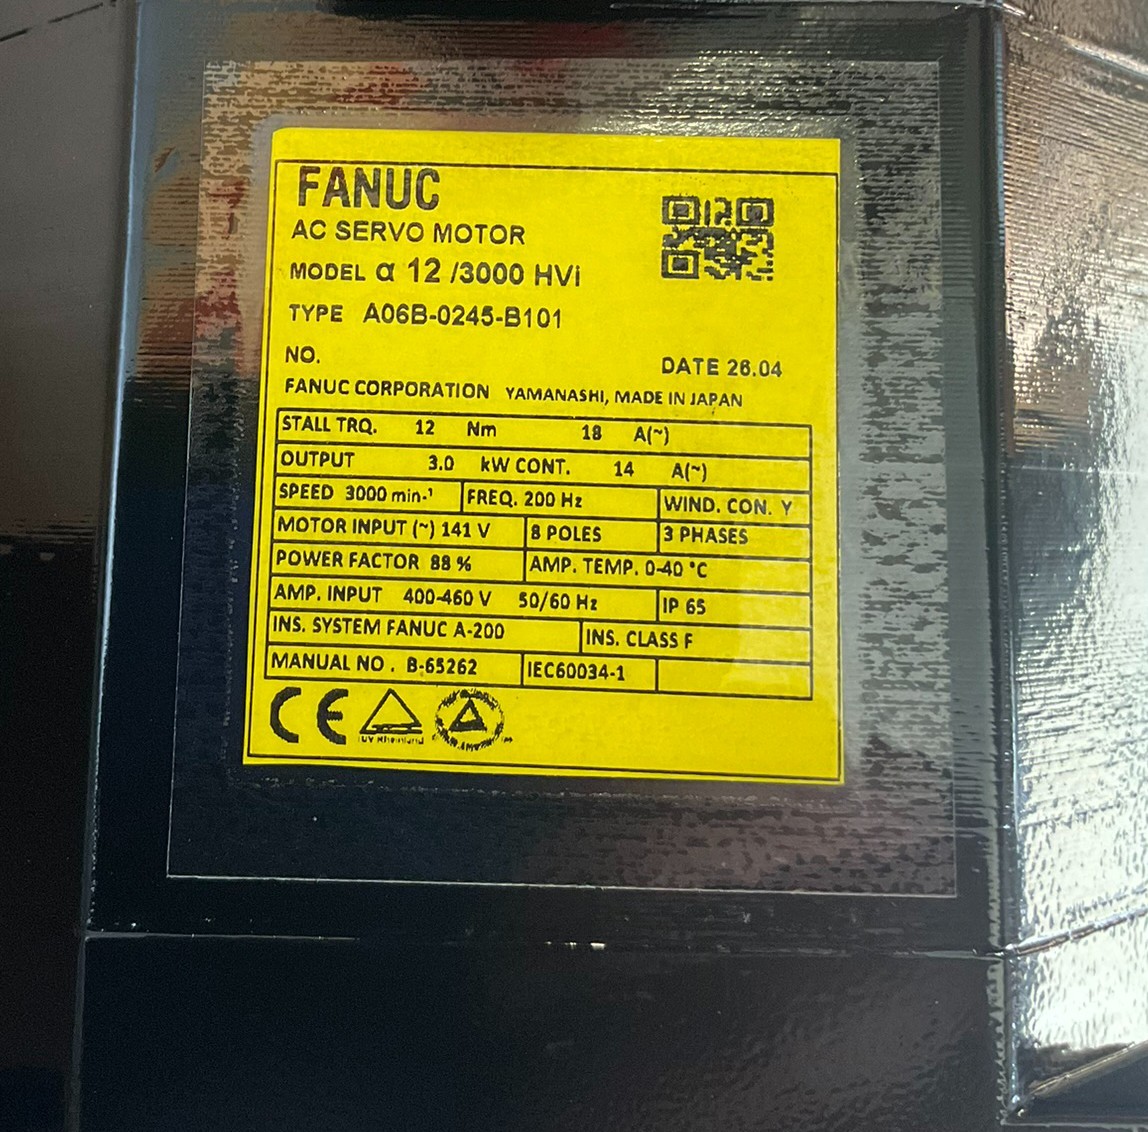 FANUC
AC SERVO MOTOR
MODEL α 12 /3000 HVi
TYPE A06B-0245-B101
NO.
DATE 26.04
FANUC CORPORATION YAMANASHI, MADE IN JAPAN
STALL TRQ. 12 Nm 18 A(~)
OUTPUT 3.0 kW CONT. 14 A(~)
SPEED 3000 min-¹ FREQ. 200 Hz WIND. CON. Y
MOTOR INPUT (~) 141 V 8 POLES 3 PHASES
POWER FACTOR 88 % AMP. TEMP. 0-40 °C
AMP. INPUT 400-460 V 50/60 Hz IP 65
INS. SYSTEM FANUC A-200 INS. CLASS F
MANUAL NO . B-65262 IEC60034-1
CE
TUV Rheinland